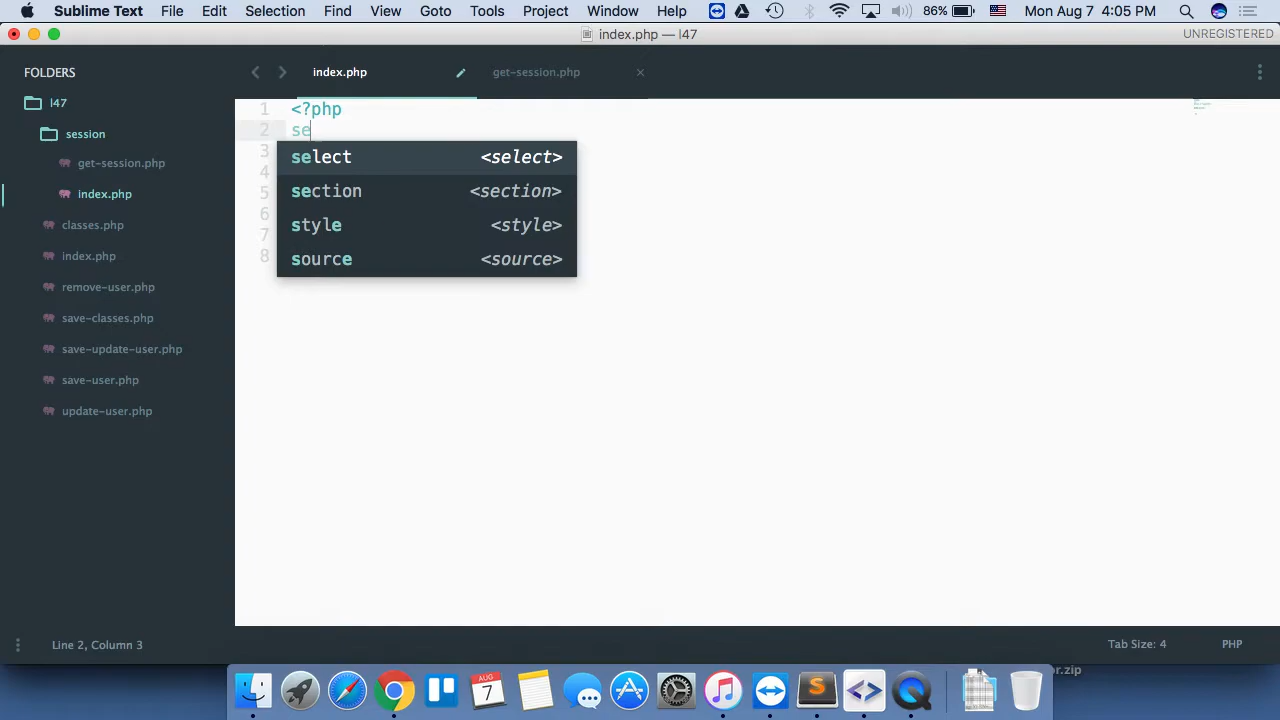 Sublime Text File Edit Selection Find View Goto Tools Project Window Help 86% Mon Aug 7 4:05 PM
index.php — l47 UNREGISTERED
FOLDERS
l47
session
get-session.php
index.php
classes.php
index.php
remove-user.php
save-classes.php
save-update-user.php
save-user.php
update-user.php
index.php get-session.php ×
1 <?php
2 se
3
4
5
6
7
8
select <select>
section <section>
style <style>
source <source>
Line 2, Column 3 Tab Size: 4 PHP
or.zip
AUG
7